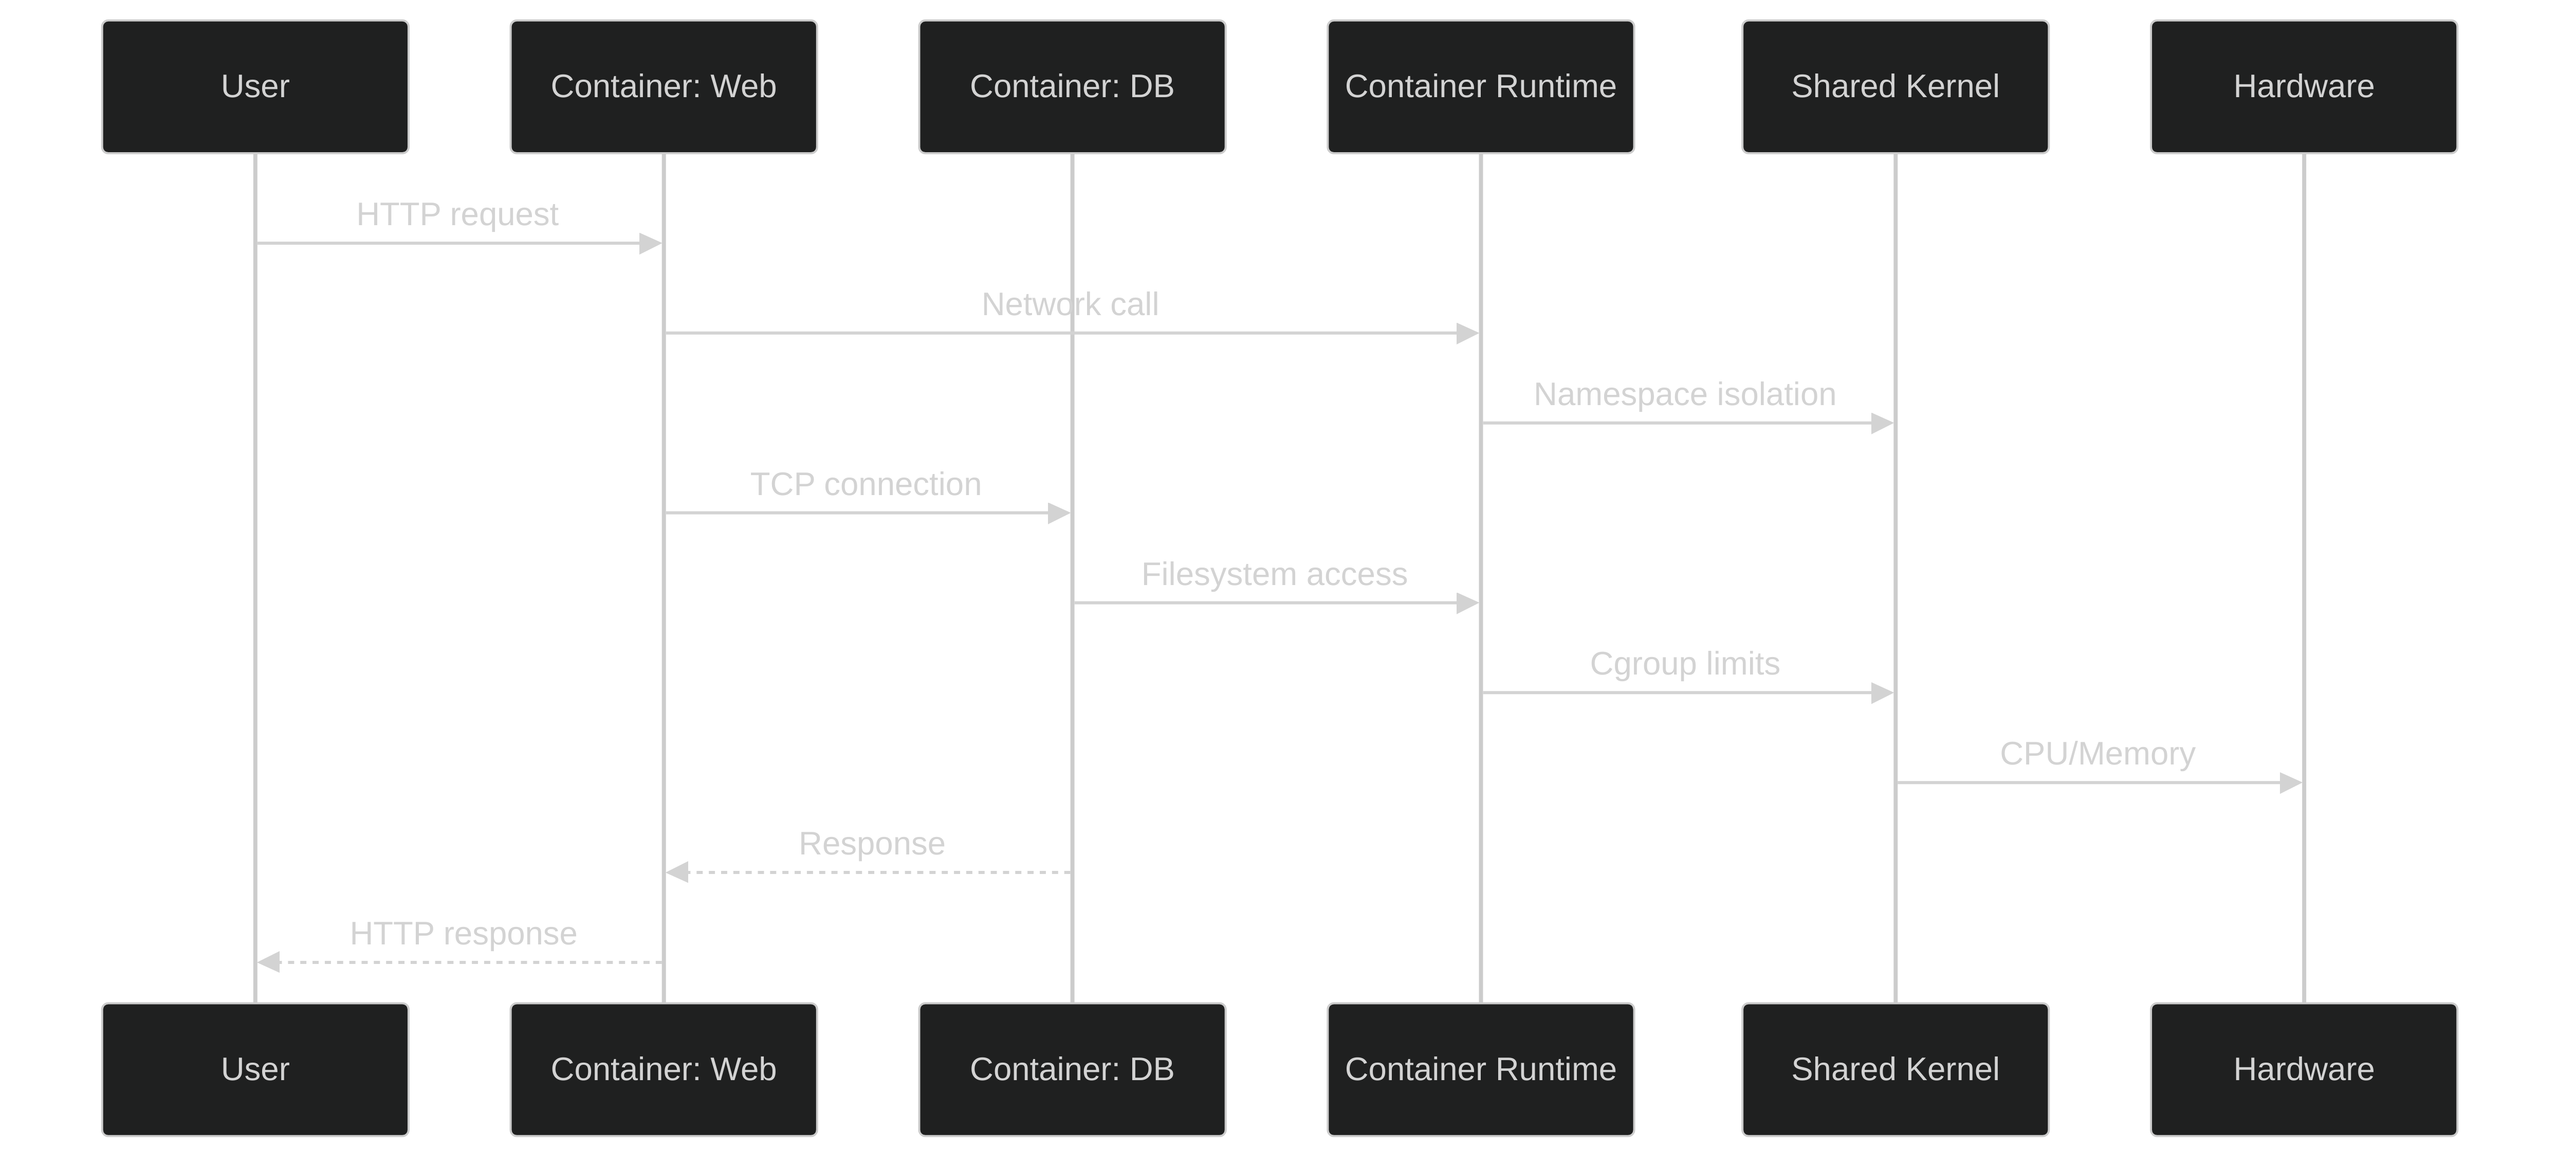 User
Container: Web
Container: DB
Container Runtime
Shared Kernel
Hardware
HTTP request
Network call
Namespace isolation
TCP connection
Filesystem access
Cgroup limits
CPU/Memory
Response
HTTP response
User
Container: Web
Container: DB
Container Runtime
Shared Kernel
Hardware